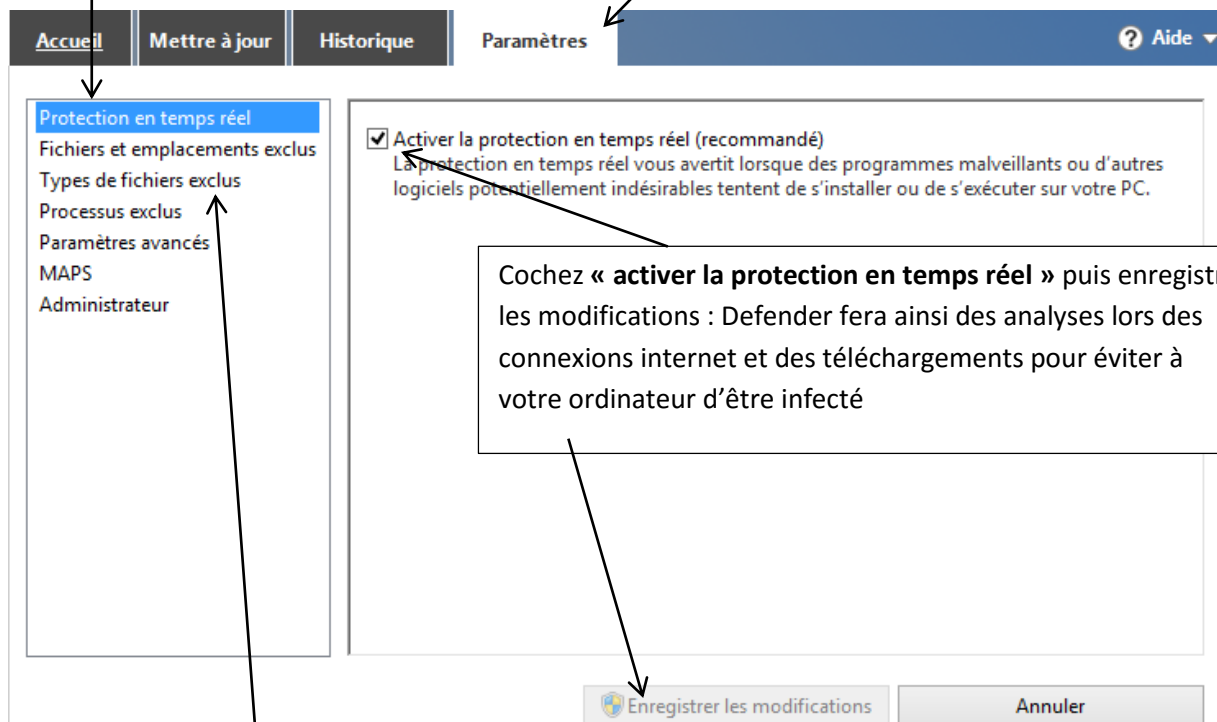 Accueil Mettre à jour Historique Paramètres Aide
Protection en temps réel
Fichiers et emplacements exclus
Types de fichiers exclus
Processus exclus
Paramètres avancés
MAPS
Administrateur
Activer la protection en temps réel (recommandé)
La protection en temps réel vous avertit lorsque des programmes malveillants ou d'autres
logiciels potentiellement indésirables tentent de s'installer ou de s'exécuter sur votre PC.
Cochez « activer la protection en temps réel » puis enregistr
les modifications : Defender fera ainsi des analyses lors des
connexions internet et des téléchargements pour éviter à
votre ordinateur d'être infecté
Enregistrer les modifications Annuler